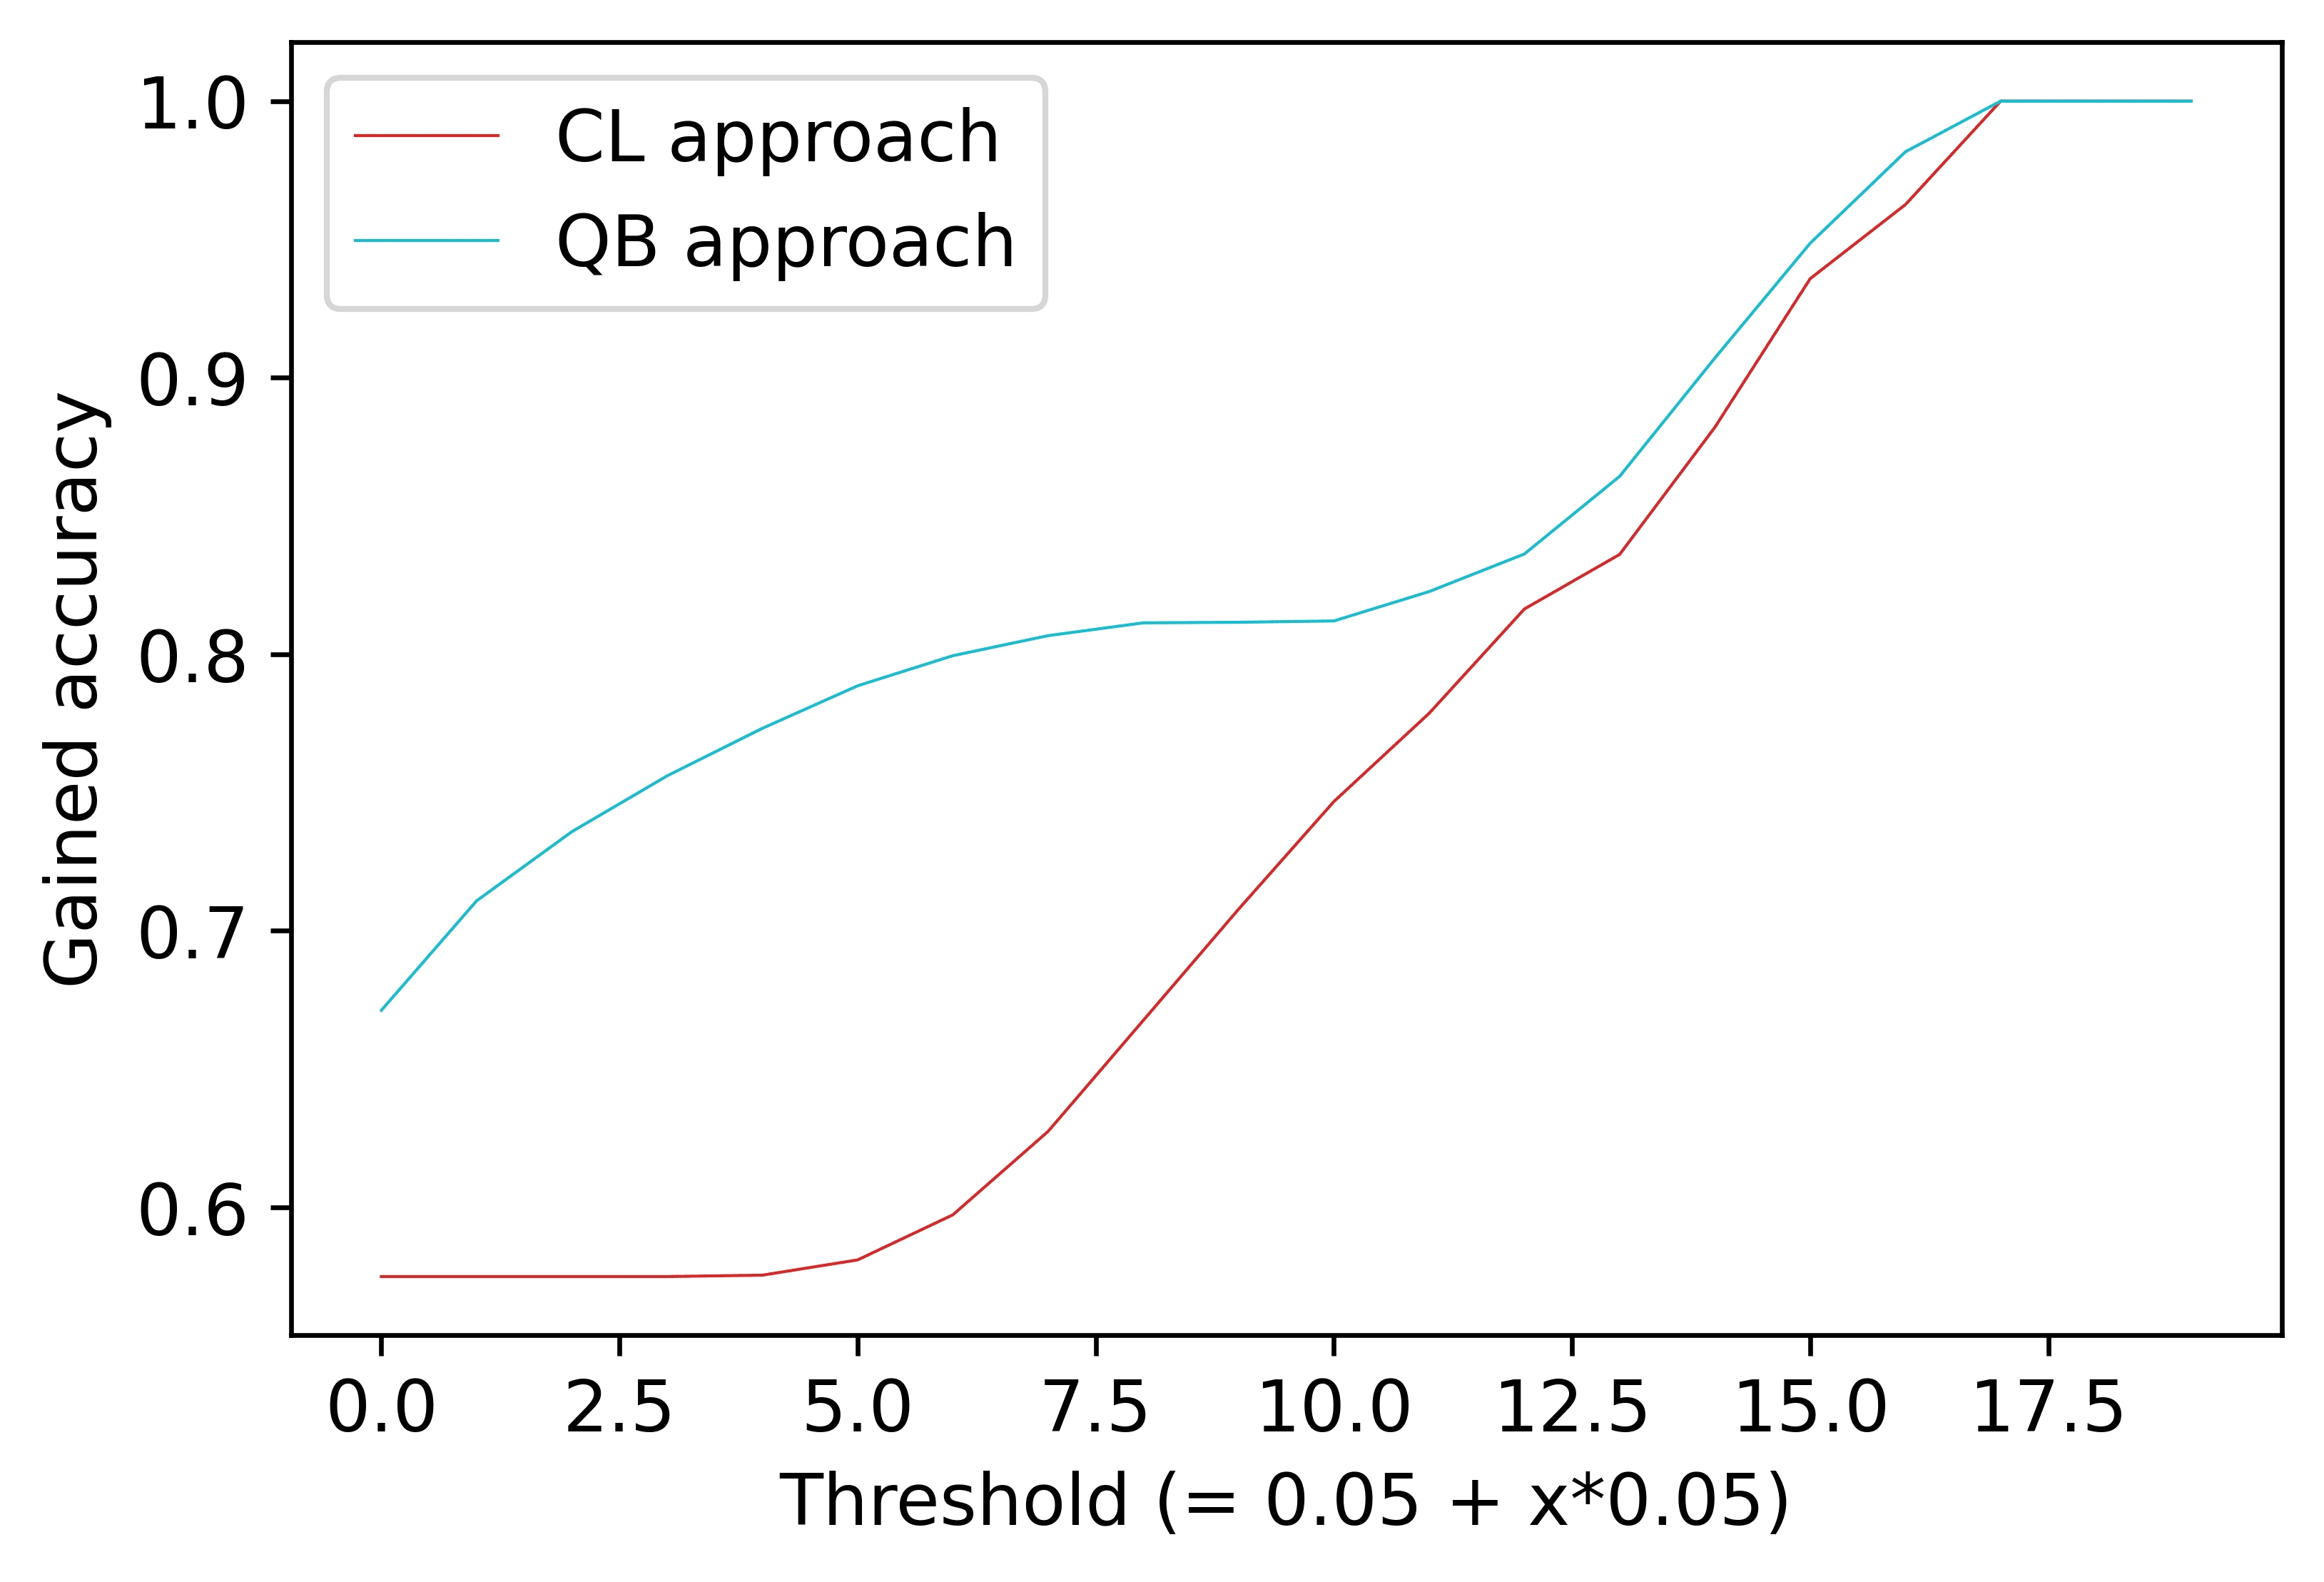 CL approach
QB approach
1.0
0.9
0.8
0.7
0.6
Gained accuracy
0.0 2.5 5.0 7.5 10.0 12.5 15.0 17.5
Threshold (= 0.05 + x*0.05)